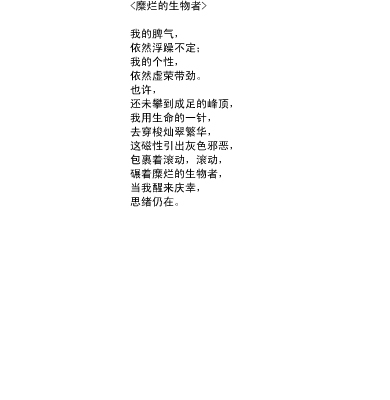 <糜烂的生物者>
我的脾气，
依然浮躁不定；
我的个性，
依然虚荣带劲。
也许，
还未攀到成足的峰顶，
我用生命的一针，
去穿梭灿翠繁华，
这磁性引出灰色邪恶，
包裹着滚动，滚动，
碾着糜烂的生物者，
当我醒来庆幸，
思绪仍在。